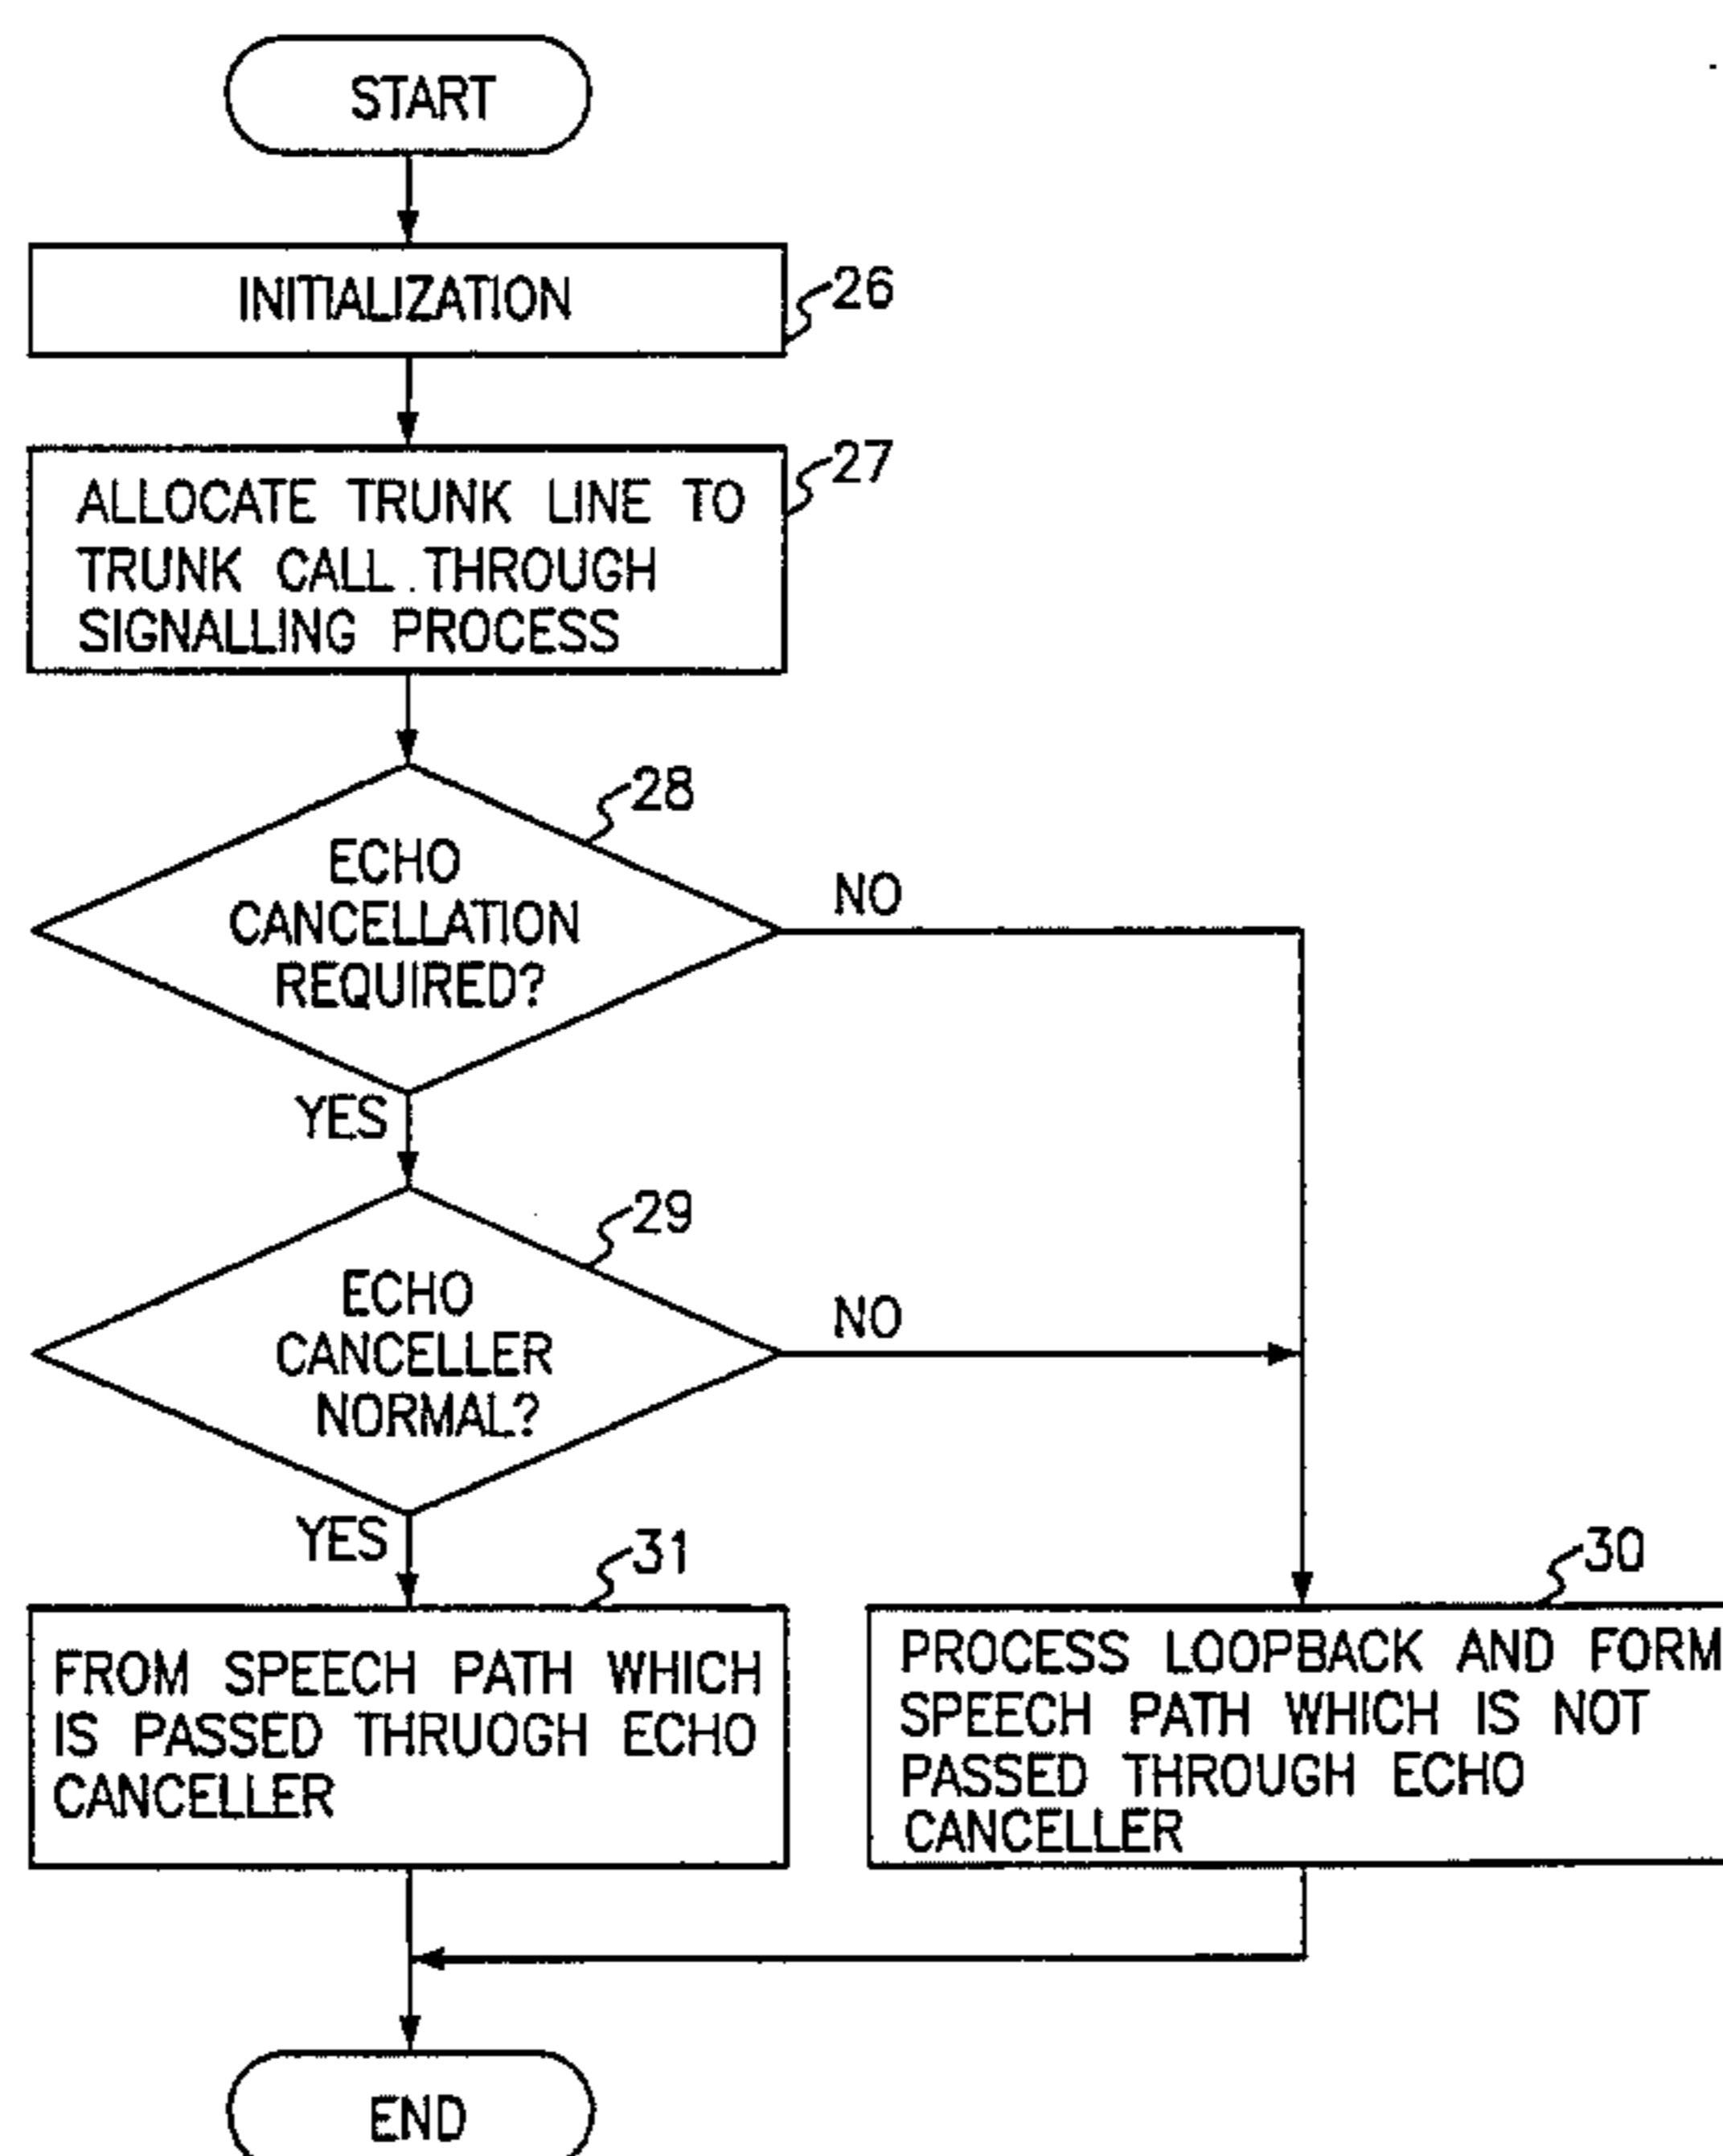 START
INITIALIZATION
26
ALLOCATE TRUNK LINE TO
TRUNK CALL THROUGH
SIGNALLING PROCESS
27
28
ECHO
CANCELLATION
REQUIRED?
NO
YES
29
ECHO
CANCELLER
NORMAL?
NO
YES
31
FROM SPEECH PATH WHICH
IS PASSED THRUOGH ECHO
CANCELLER
30
PROCESS LOOPBACK AND FORM
SPEECH PATH WHICH IS NOT
PASSED THROUGH ECHO
CANCELLER
END